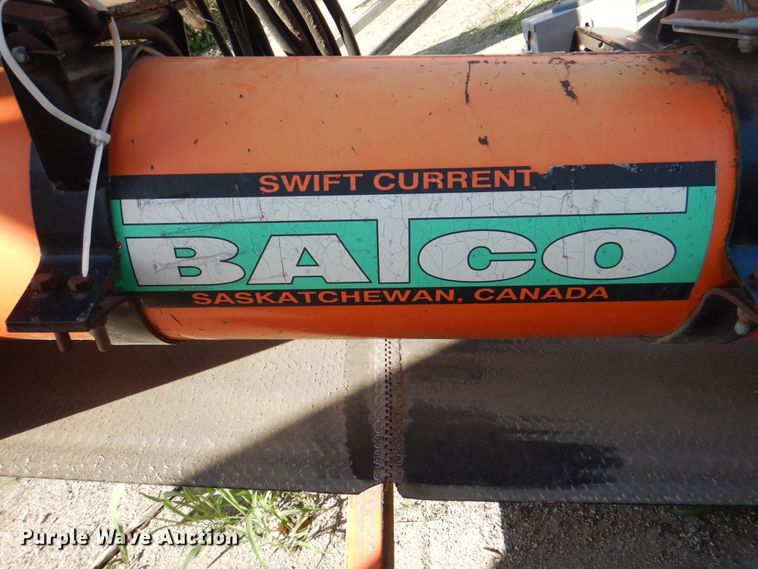 SWIFT CURRENT
BATCO
SASKATCHEWAN, CANADA
Purple Wave Auction